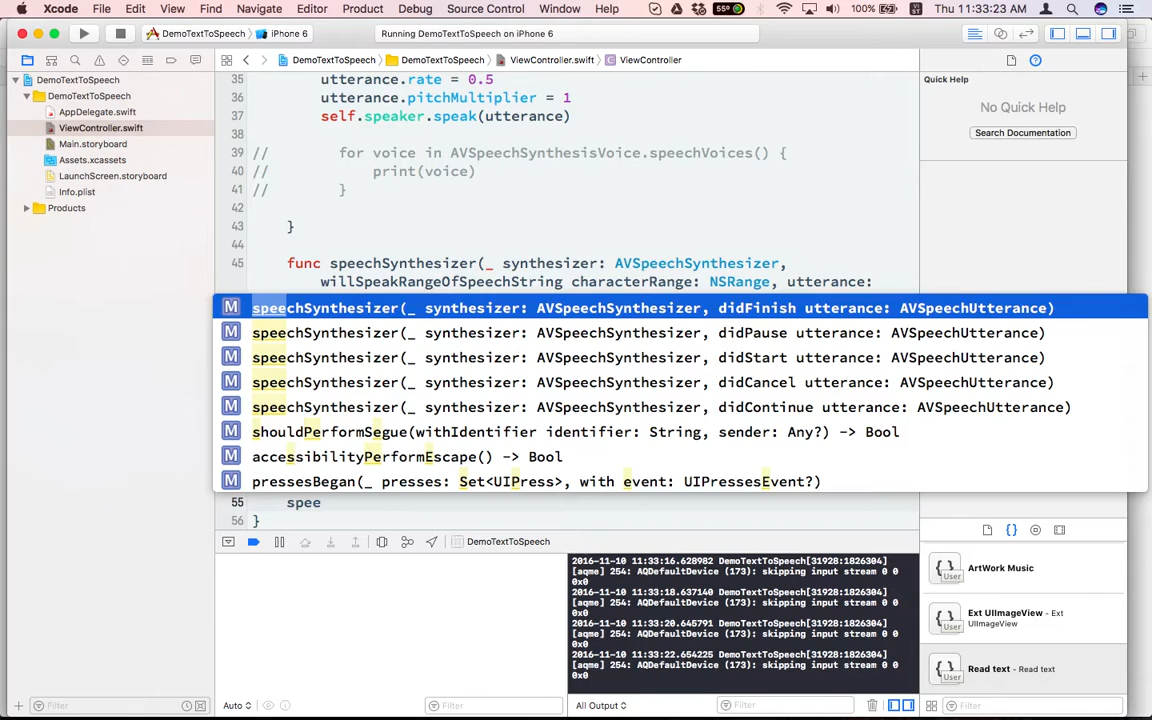 Xcode File Edit View Find Navigate Editor Product Debug Source Control Window Help 55° 100% Thu 11:33:23 AM
DemoTextToSpeech iPhone 6 Running DemoTextToSpeech on iPhone 6
DemoTextToSpeech DemoTextToSpeech ViewController.swift ViewController
DemoTextToSpeech
DemoTextToSpeech
AppDelegate.swift
ViewController.swift
Main.storyboard
Assets.xcassets
LaunchScreen.storyboard
Info.plist
Products
35 utterance.rate = 0.5
36 utterance.pitchMultiplier = 1
37 self.speaker.speak(utterance)
38
39 // for voice in AVSpeechSynthesisVoice.speechVoices() {
40 // print(voice)
41 // }
42
43 }
44
45 func speechSynthesizer(_ synthesizer: AVSpeechSynthesizer,
willSpeakRangeOfSpeechString characterRange: NSRange, utterance:
M speechSynthesizer(_ synthesizer: AVSpeechSynthesizer, didFinish utterance: AVSpeechUtterance)
M speechSynthesizer(_ synthesizer: AVSpeechSynthesizer, didPause utterance: AVSpeechUtterance)
M speechSynthesizer(_ synthesizer: AVSpeechSynthesizer, didStart utterance: AVSpeechUtterance)
M speechSynthesizer(_ synthesizer: AVSpeechSynthesizer, didCancel utterance: AVSpeechUtterance)
M speechSynthesizer(_ synthesizer: AVSpeechSynthesizer, didContinue utterance: AVSpeechUtterance)
M shouldPerformSegue(withIdentifier identifier: String, sender: Any?) -> Bool
M accessibilityPerformEscape() -> Bool
M pressesBegan(_ presses: Set<UIPress>, with event: UIPressesEvent?)
55 spee
56 }
Quick Help
No Quick Help
Search Documentation
DemoTextToSpeech
2016-11-10 11:33:16.628982 DemoTextToSpeech[31928:1826304]
[aqme] 254: AQDefaultDevice (173): skipping input stream 0 0
0x0
2016-11-10 11:33:18.637140 DemoTextToSpeech[31928:1826304]
[aqme] 254: AQDefaultDevice (173): skipping input stream 0 0
0x0
2016-11-10 11:33:20.645791 DemoTextToSpeech[31928:1826304]
[aqme] 254: AQDefaultDevice (173): skipping input stream 0 0
0x0
2016-11-10 11:33:22.654225 DemoTextToSpeech[31928:1826304]
[aqme] 254: AQDefaultDevice (173): skipping input stream 0 0
0x0
{ } User ArtWork Music
{ } User Ext UIImageView - Ext
UIImageView
{ } User Read text - Read text
Filter Auto Filter All Output Filter Filter